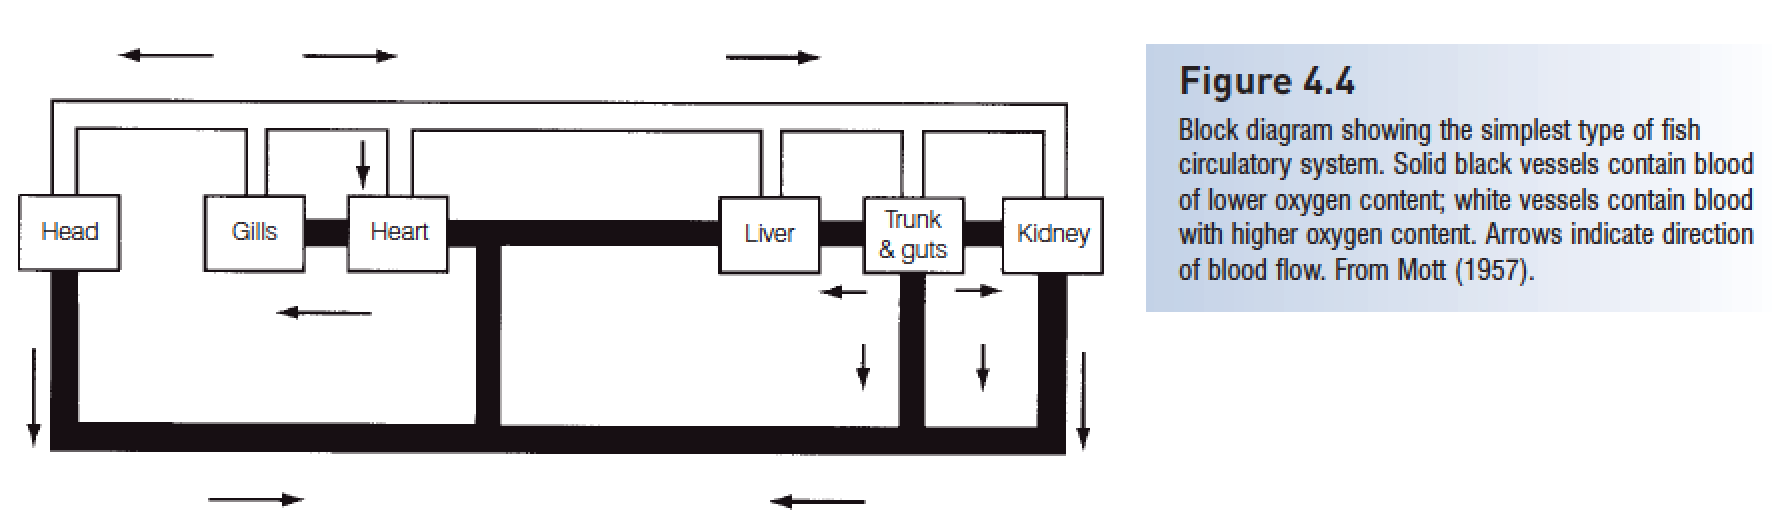 Head
Gills
Heart
Liver
Trunk
& guts
Kidney
Figure 4.4
Block diagram showing the simplest type of fish
circulatory system. Solid black vessels contain blood
of lower oxygen content; white vessels contain blood
with higher oxygen content. Arrows indicate direction
of blood flow. From Mott (1957).